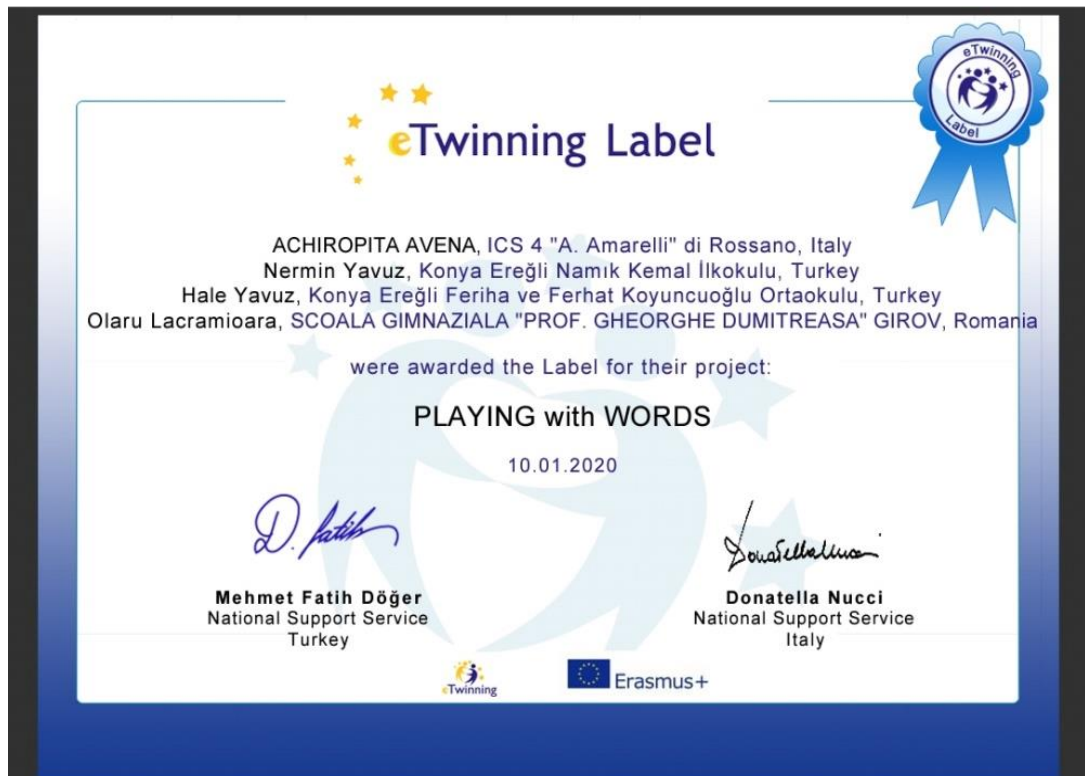 eTwinning
Label
eTwinning Label
ACHIROPITA AVENA, ICS 4 "A. Amarelli" di Rossano, Italy
Nermin Yavuz, Konya Ereğli Namık Kemal İlkokulu, Turkey
Hale Yavuz, Konya Ereğli Feriha ve Ferhat Koyuncuoğlu Ortaokulu, Turkey
Olaru Lacramioara, SCOALA GIMNAZIALA "PROF. GHEORGHE DUMITREASA" GIROV, Romania
were awarded the Label for their project:
PLAYING with WORDS
10.01.2020
D. fatih
Donatella Nucci
Mehmet Fatih Döğer
Donatella Nucci
National Support Service
National Support Service
Turkey
Italy
eTwinning
Erasmus+